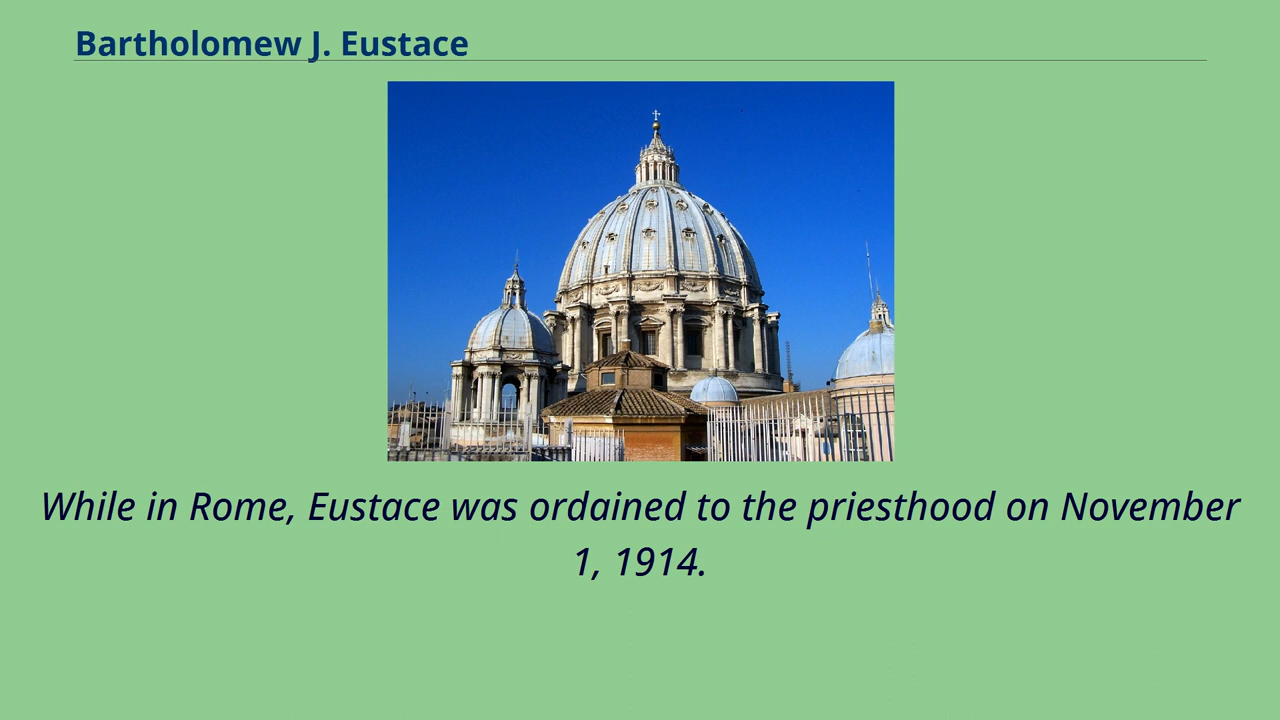 Bartholomew J. Eustace
While in Rome, Eustace was ordained to the priesthood on November
1, 1914.